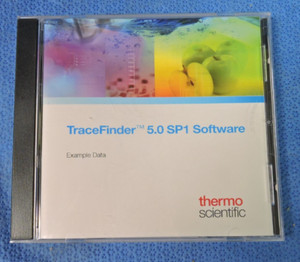 TraceFinder™ 5.0 SP1 Software
Example Data
thermo
scientific